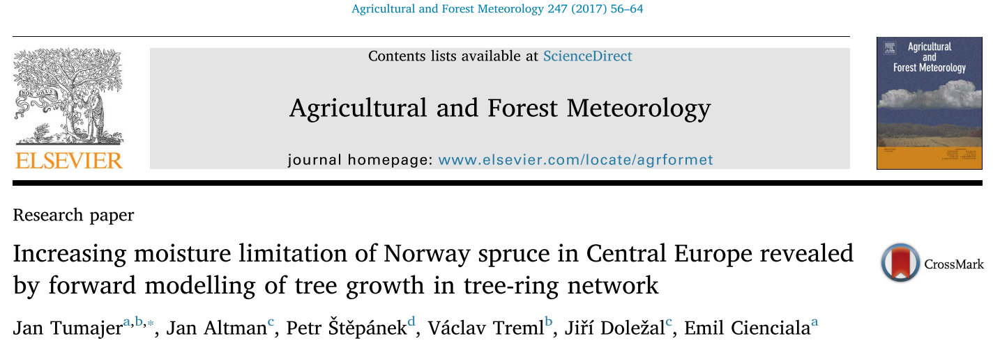 Agricultural and Forest Meteorology 247 (2017) 56–64
Contents lists available at ScienceDirect
Agricultural and Forest Meteorology
journal homepage: www.elsevier.com/locate/agrformet
NON SOLUS
ELSEVIER
Agricultural
and
Forest Meteorology
Research paper
Increasing moisture limitation of Norway spruce in Central Europe revealed
by forward modelling of tree growth in tree-ring network
CrossMark
Jan Tumajer a,b,*, Jan Altman c, Petr Štěpánek d, Václav Treml b, Jiří Doležal c, Emil Cienciala a